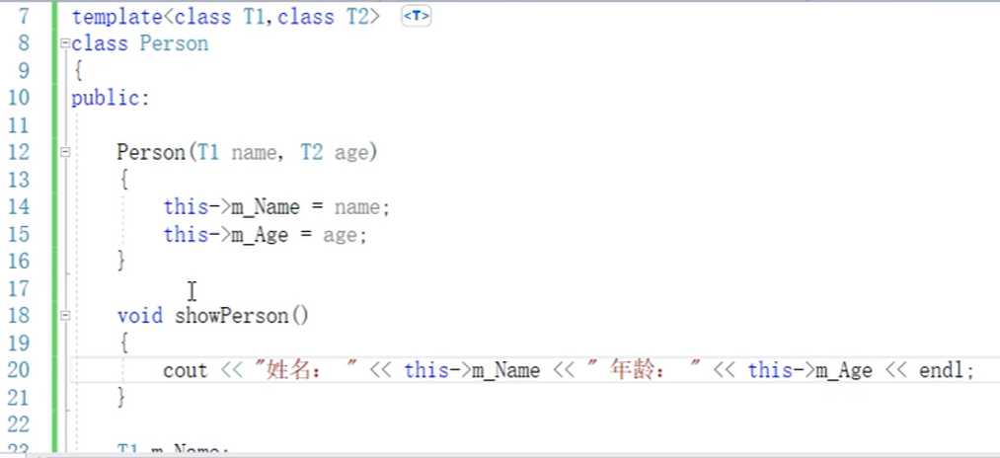 7 template<class T1,class T2> <T>
8 class Person
9 {
10 public:
11
12 Person(T1 name, T2 age)
13 {
14 this->m_Name = name;
15 this->m_Age = age;
16 }
17
18 void showPerson()
19 {
20 cout << "姓名： " << this->m_Name << " 年龄： " << this->m_Age << endl;
21 }
22
23 T1 m_Name;